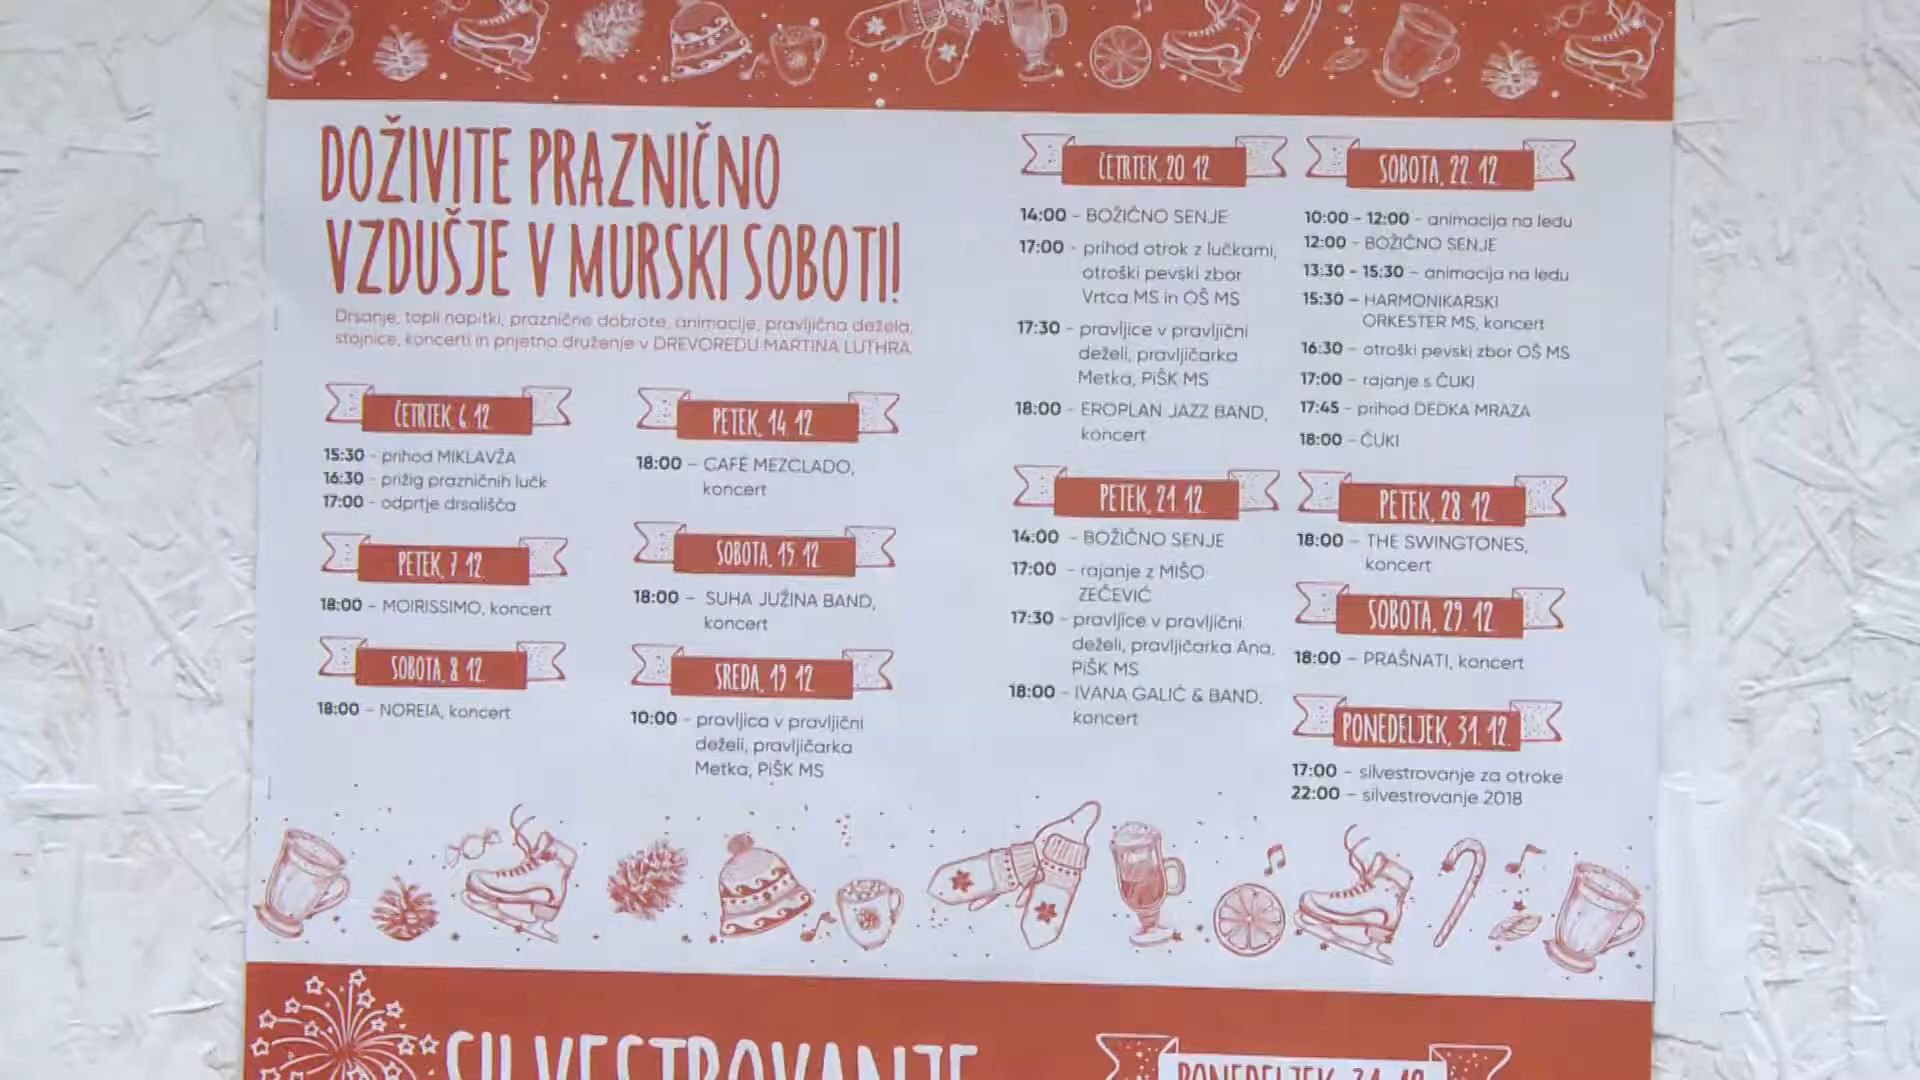 DOŽIVITE PRAZNIČNO
VZDUŠJE V MURSKI SOBOTI!
Drsanje, topli napitki, praznične dobrote, animacije, pravljična dežela,
stojnice, koncerti in prijetno druženje v DREVOREDU MARTINA LUTHRA.
ČETRTEK, 6. 12.
15:30 - prihod MIKLAVŽA
16:30 - prižig prazničnih lučk
17:00 - odprtje drsališča
PETEK, 7. 12.
18:00 - MOIRISSIMO, koncert
SOBOTA, 8. 12.
18:00 - NOREIA, koncert
PETEK, 14. 12.
18:00 - CAFE MEZCLADO,
koncert
SOBOTA, 15. 12.
18:00 - SUHA JUŽINA BAND,
koncert
SREDA, 19. 12.
10:00 - pravljica v pravljični
deželi, pravljičarka
Metka, PiŠK MS
ČETRTEK, 20. 12.
14:00 - BOŽIČNO SENJE
17:00 - prihod otrok z lučkami,
otroški pevski zbor
Vrtca MS in OŠ MS
17:30 - pravljice v pravljični
deželi, pravljičarka
Metka, PiŠK MS
18:00 - EROPLAN JAZZ BAND,
koncert
PETEK, 21. 12.
14:00 - BOŽIČNO SENJE
17:00 - rajanje z MIŠO
ZEČEVIĆ
17:30 - pravljice v pravljični
deželi, pravljičarka Ana,
PiŠK MS
18:00 - IVANA GALIĆ & BAND,
koncert
SOBOTA, 22. 12.
10:00 - 12:00 - animacija na ledu
12:00 - BOŽIČNO SENJE
13:30 - 15:30 - animacija na ledu
15:30 - HARMONIKARSKI
ORKESTER MS, koncert
16:30 - otroški pevski zbor OŠ MS
17:00 - rajanje s ČUKI
17:45 - prihod DEDKA MRAZA
18:00 - ČUKI
PETEK, 28. 12.
18:00 - THE SWINGTONES,
koncert
SOBOTA, 29. 12.
18:00 - PRAŠNATI, koncert
PONEDELJEK, 31. 12.
17:00 - silvestrovanje za otroke
22:00 - silvestrovanje 2018
SILVESTROVANJE
PONEDELJEK, 31. 12.